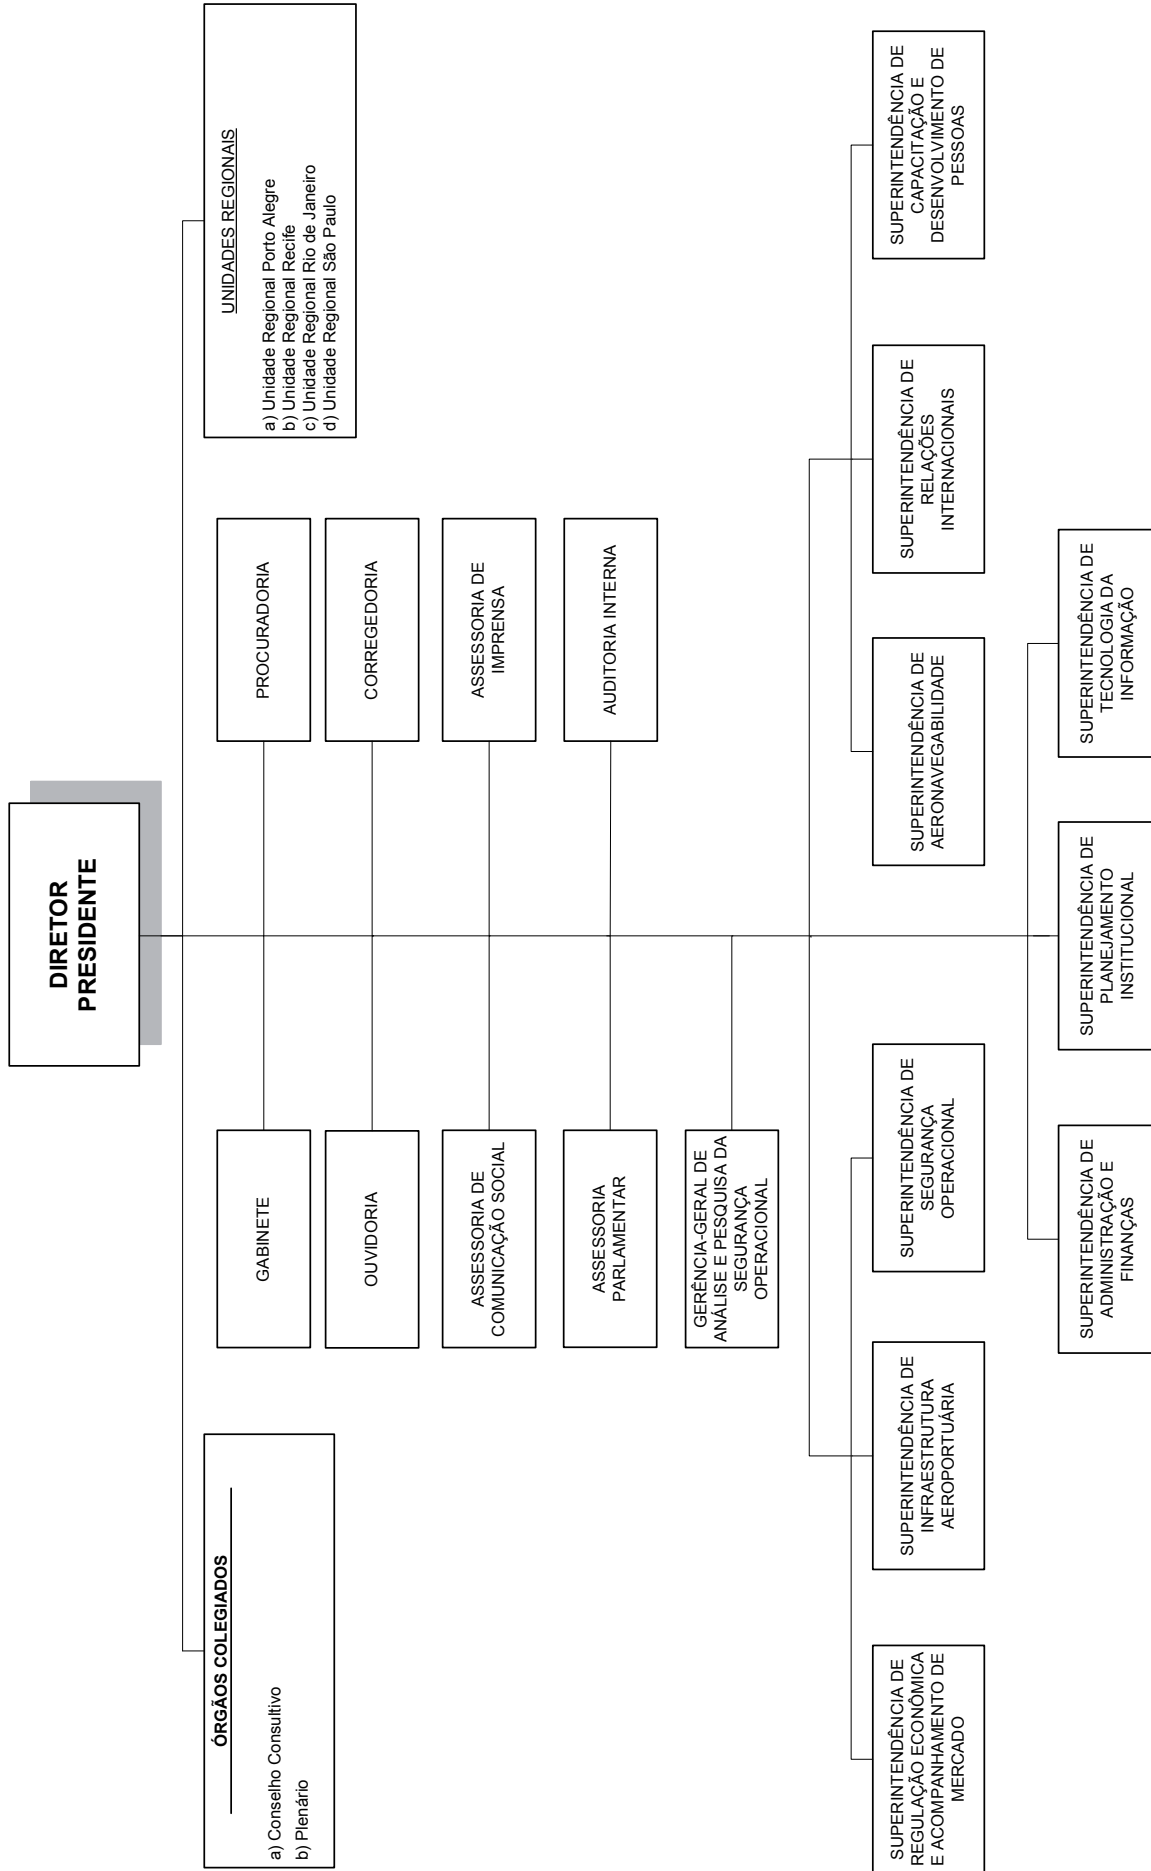 DIRETOR
PRESIDENTE
ÓRGÃOS COLEGIADOS
a) Conselho Consultivo
b) Plenário
UNIDADES REGIONAIS
a) Unidade Regional Porto Alegre
b) Unidade Regional Recife
c) Unidade Regional Rio de Janeiro
d) Unidade Regional São Paulo
GABINETE
PROCURADORIA
OUVIDORIA
CORREGEDORIA
ASSESSORIA DE
COMUNICAÇÃO SOCIAL
ASSESSORIA DE
IMPRENSA
ASSESSORIA
PARLAMENTAR
AUDITORIA INTERNA
GERÊNCIA-GERAL DE
ANÁLISE E PESQUISA DA
SEGURANÇA
OPERACIONAL
SUPERINTENDÊNCIA DE
REGULAÇÃO ECONÔMICA
E ACOMPANHAMENTO DE
MERCADO
SUPERINTENDÊNCIA DE
INFRAESTRUTURA
AEROPORTUÁRIA
SUPERINTENDÊNCIA DE
SEGURANÇA
OPERACIONAL
SUPERINTENDÊNCIA DE
AERONAVEGABILIDADE
SUPERINTENDÊNCIA DE
RELAÇÕES
INTERNACIONAIS
SUPERINTENDÊNCIA DE
CAPACITAÇÃO E
DESENVOLVIMENTO DE
PESSOAS
SUPERINTENDÊNCIA DE
ADMINISTRAÇÃO E
FINANÇAS
SUPERINTENDÊNCIA DE
PLANEJAMENTO
INSTITUCIONAL
SUPERINTENDÊNCIA DE
TECNOLOGIA DA
INFORMAÇÃO